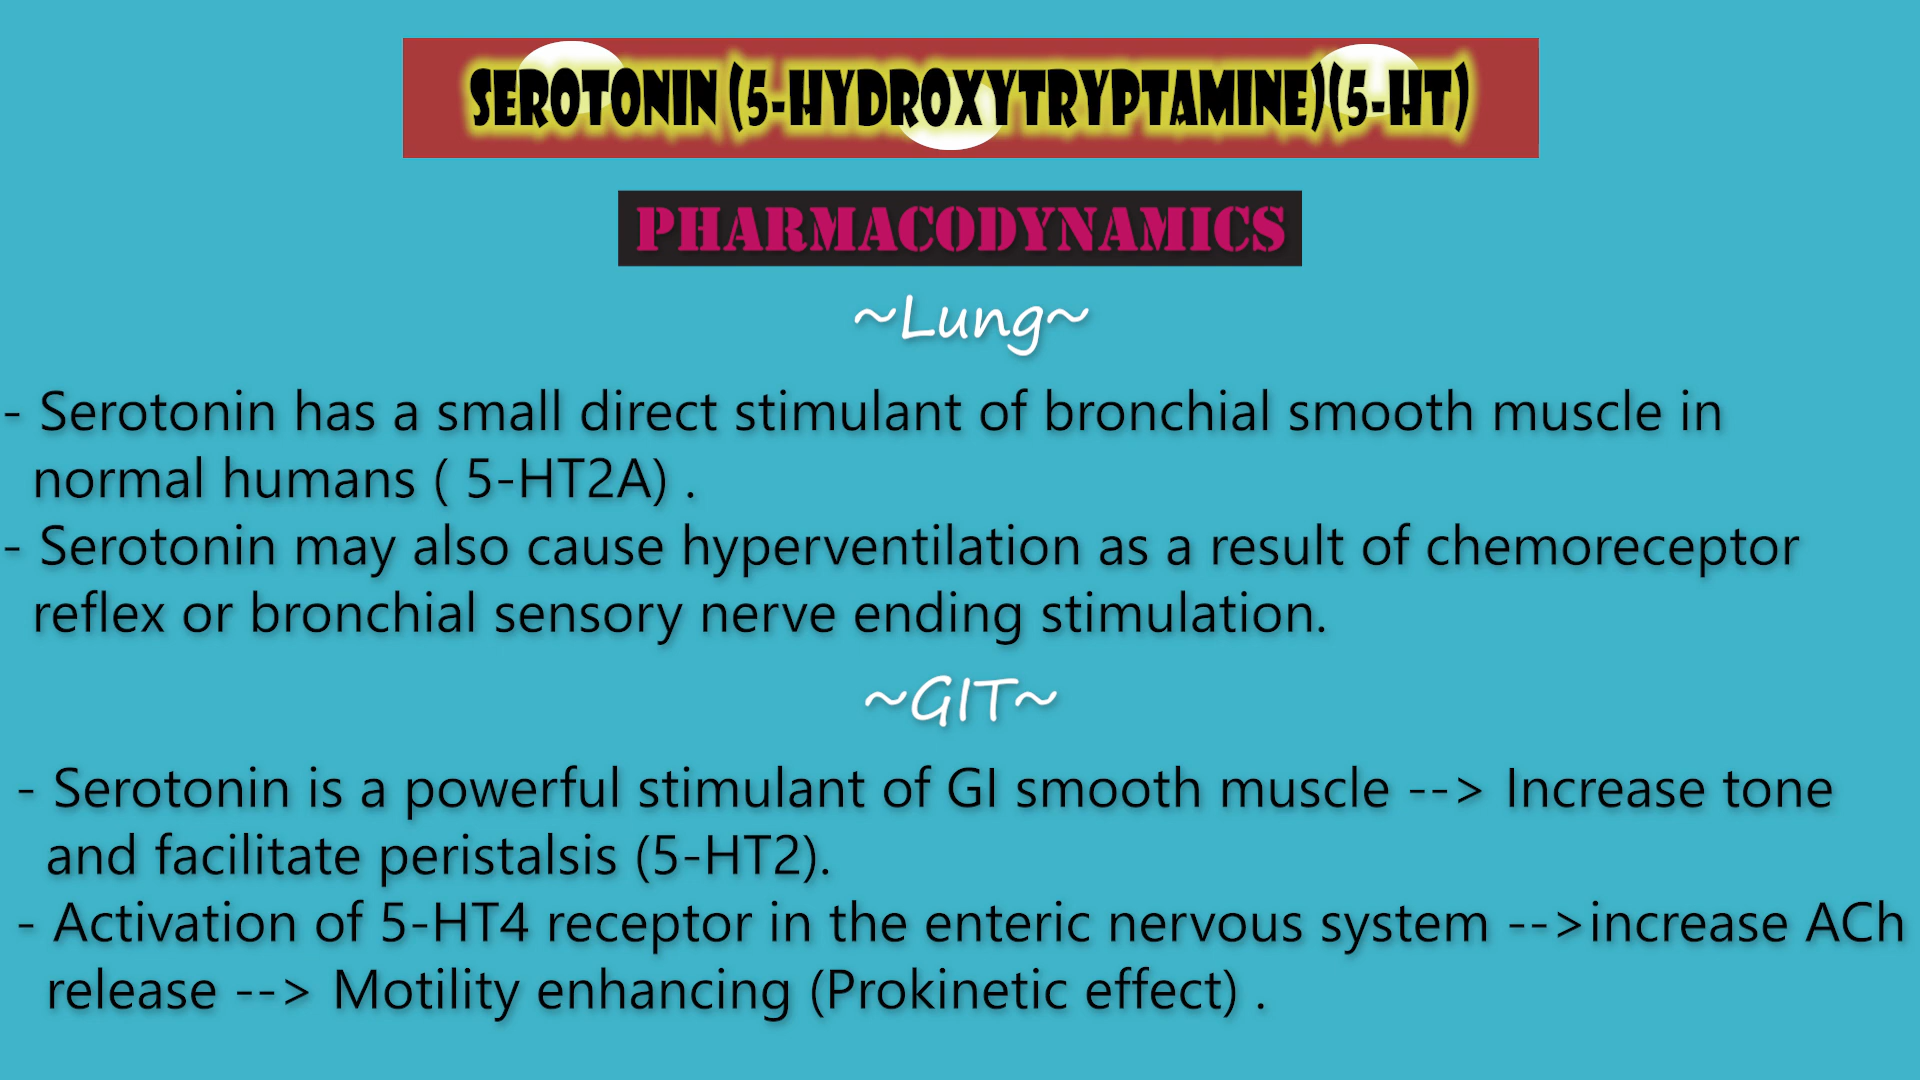 SEROTONIN (5-HYDROXYTRYPTAMINE)(5-HT)
PHARMACODYNAMICS
~Lung~
- Serotonin has a small direct stimulant of bronchial smooth muscle in
normal humans ( 5-HT2A) .
- Serotonin may also cause hyperventilation as a result of chemoreceptor
reflex or bronchial sensory nerve ending stimulation.
~GIT~
- Serotonin is a powerful stimulant of GI smooth muscle --> Increase tone
and facilitate peristalsis (5-HT2).
- Activation of 5-HT4 receptor in the enteric nervous system -->increase ACh
release --> Motility enhancing (Prokinetic effect) .